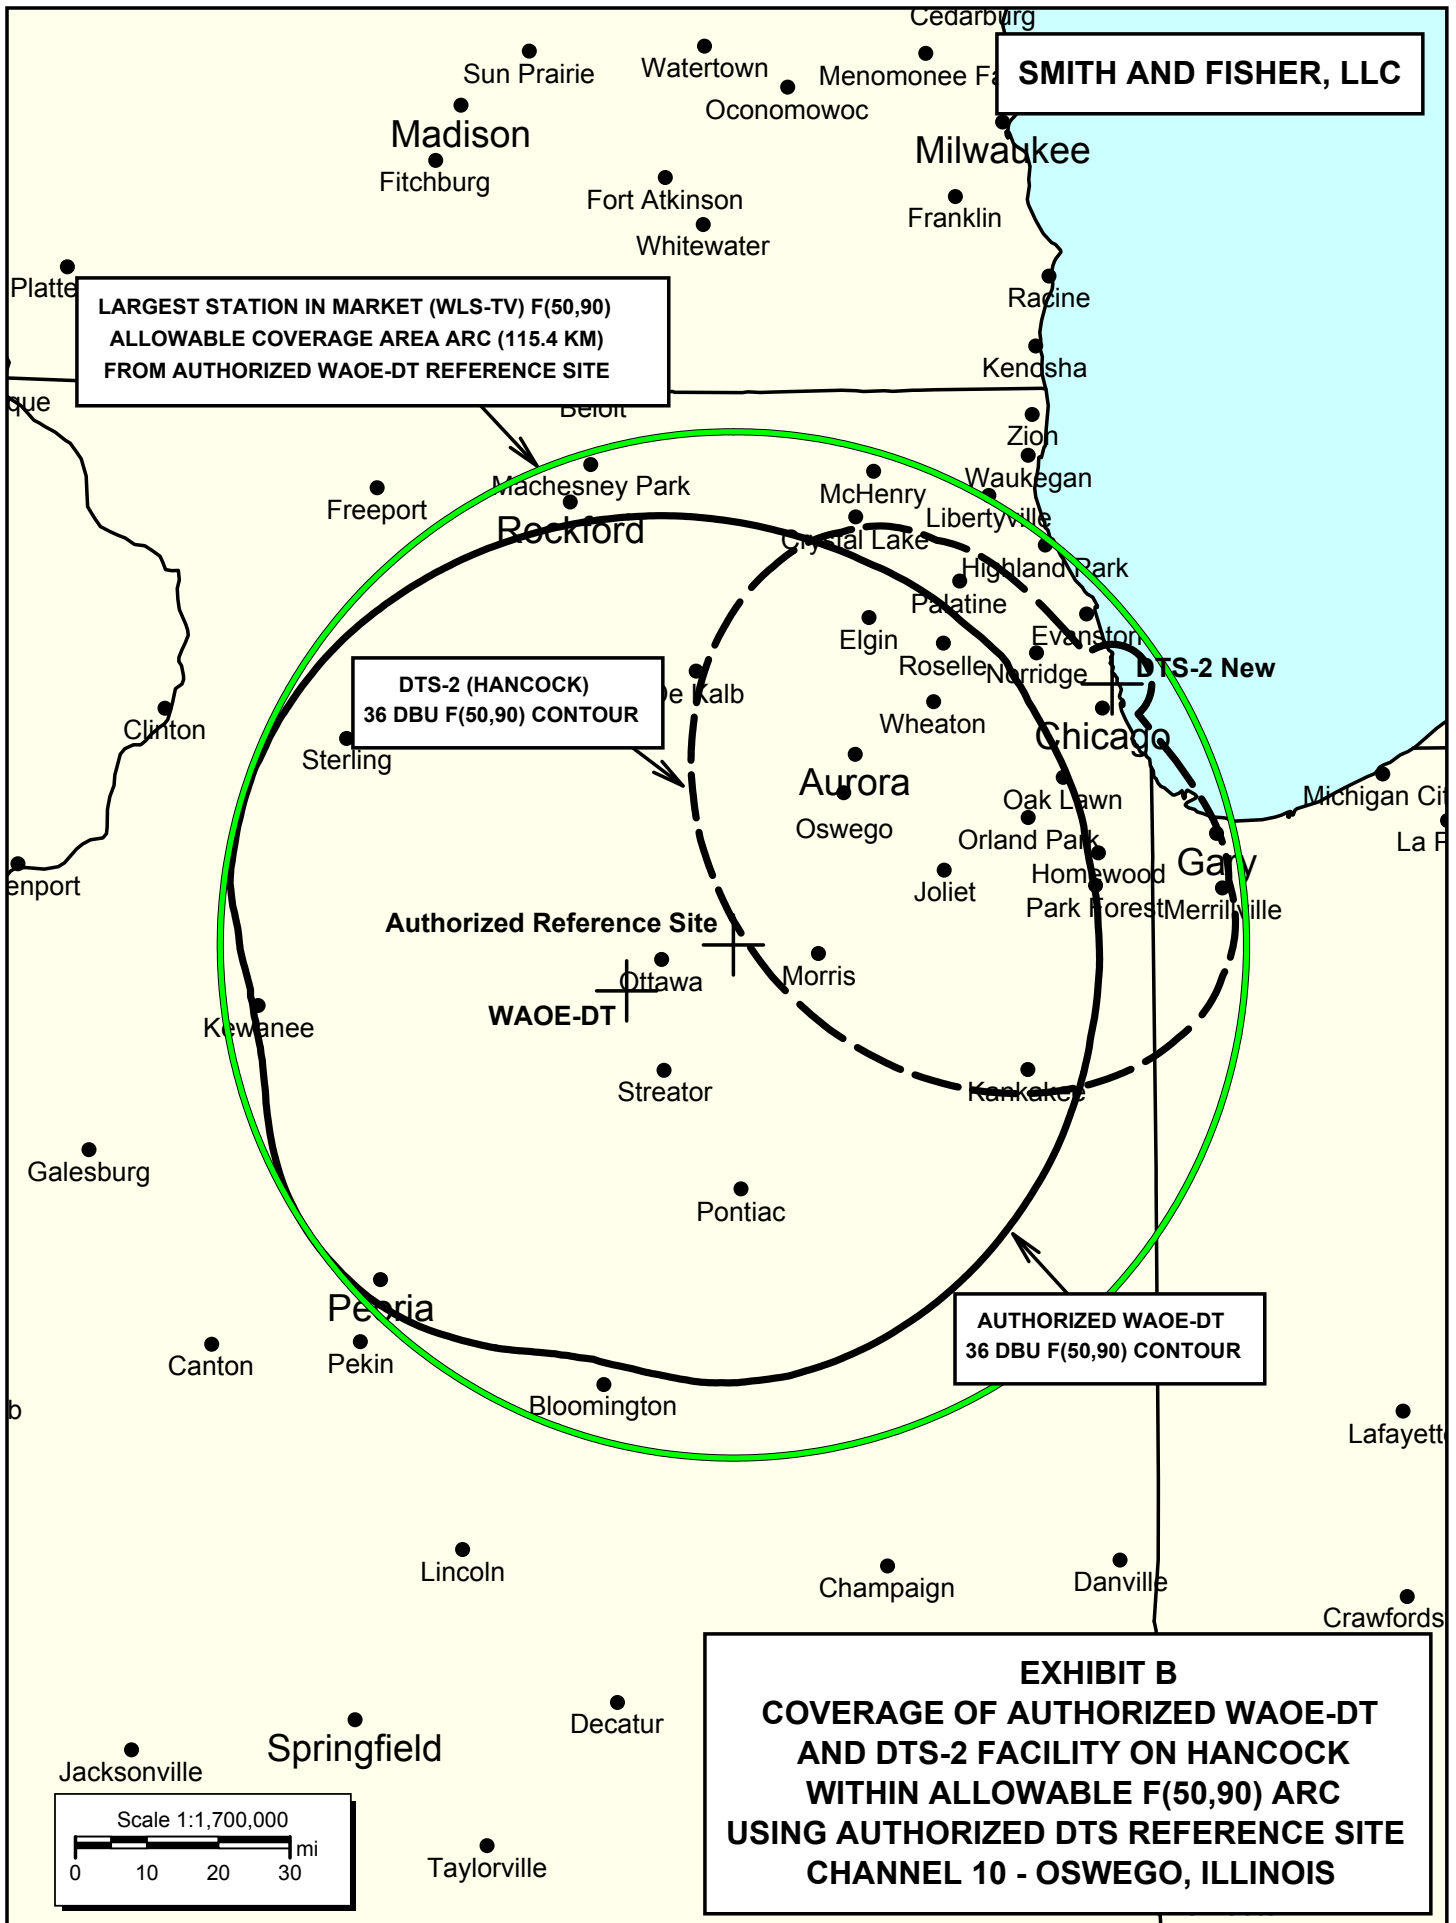 Cedarburg
SMITH AND FISHER, LLC
Sun Prairie
Watertown
Menomonee Fa
Oconomowoc
Madison
Milwaukee
Fitchburg
Fort Atkinson
Franklin
Whitewater
Platte
Racine
LARGEST STATION IN MARKET (WLS-TV) F(50,90)
ALLOWABLE COVERAGE AREA ARC (115.4 KM)
FROM AUTHORIZED WAOE-DT REFERENCE SITE
Kenosha
que
Beloit
Zion
Waukegan
Machesney Park
McHenry
Freeport
Libertyville
Rockford
Crystal Lake
Highland Park
Palatine
Elgin
Evanston
Roselle
Norridge
DTS-2 New
DTS-2 (HANCOCK)
36 DBU F(50,90) CONTOUR
De Kalb
Wheaton
Clinton
Chicago
Sterling
Aurora
Oak Lawn
Michigan Cit
Oswego
Orland Park
La P
Gary
Homewood
enport
Joliet
Park Forest
Merrillville
Authorized Reference Site
Ottawa
Morris
WAOE-DT
Kewanee
Streator
Kankakee
Galesburg
Pontiac
Peoria
AUTHORIZED WAOE-DT
36 DBU F(50,90) CONTOUR
Canton
Pekin
Bloomington
b
Lafayett
Lincoln
Champaign
Danville
Crawfords
EXHIBIT B
COVERAGE OF AUTHORIZED WAOE-DT
AND DTS-2 FACILITY ON HANCOCK
WITHIN ALLOWABLE F(50,90) ARC
USING AUTHORIZED DTS REFERENCE SITE
CHANNEL 10 - OSWEGO, ILLINOIS
Decatur
Springfield
Jacksonville
Scale 1:1,700,000
mi
0 10 20 30
Taylorville